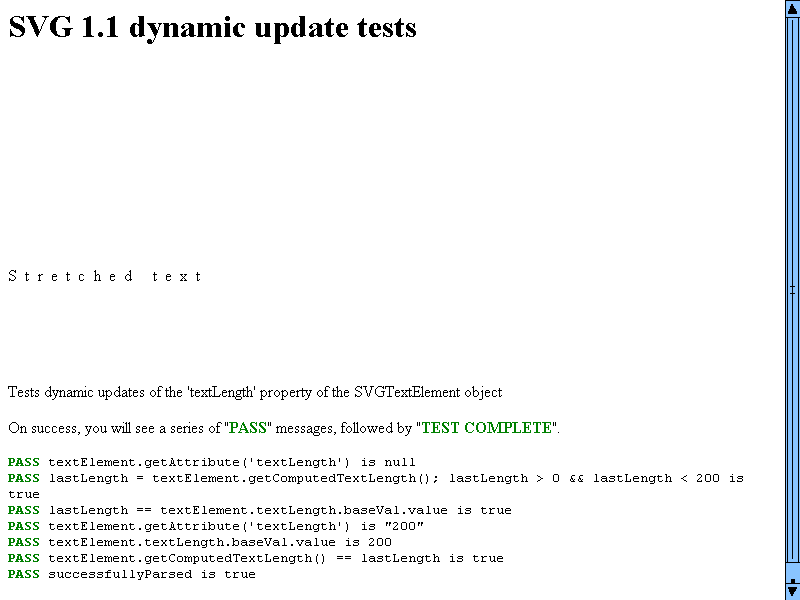 SVG 1.1 dynamic update tests
Stretched text
Tests dynamic updates of the 'textLength' property of the SVGTextElement object
On success, you will see a series of "PASS" messages, followed by "TEST COMPLETE".
PASS textElement.getAttribute('textLength') is null
PASS lastLength = textElement.getComputedTextLength(); lastLength > 0 && lastLength < 200 is
true
PASS lastLength == textElement.textLength.baseVal.value is true
PASS textElement.getAttribute('textLength') is "200"
PASS textElement.textLength.baseVal.value is 200
PASS textElement.getComputedTextLength() == lastLength is true
PASS successfullyParsed is true